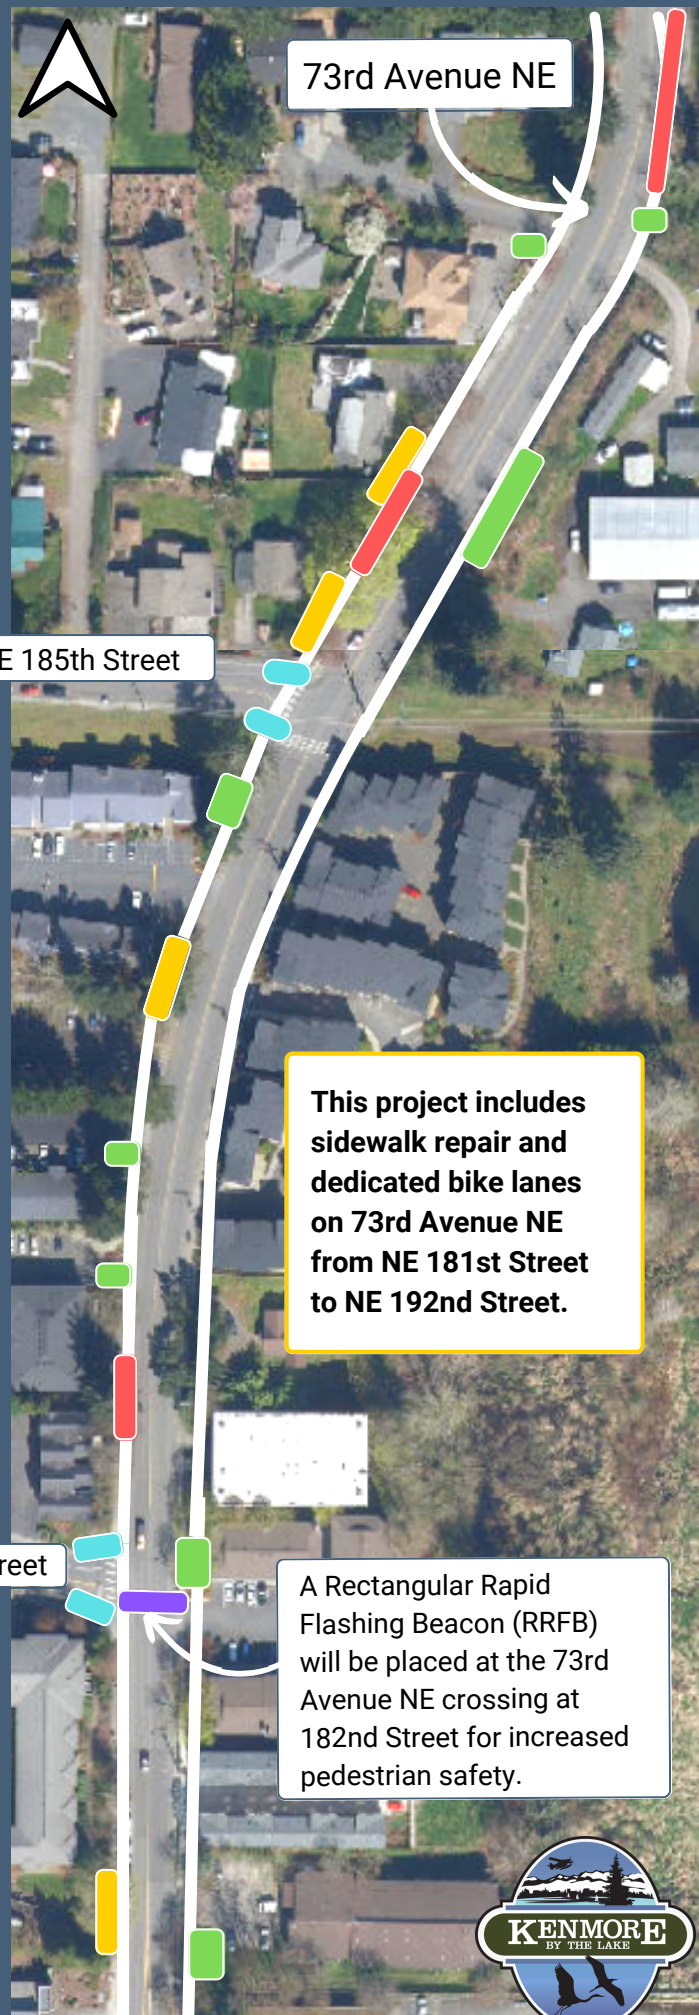 73rd Avenue NE
E 185th Street
This project includes
sidewalk repair and
dedicated bike lanes
on 73rd Avenue NE
from NE 181st Street
to NE 192nd Street.
reet
A Rectangular Rapid
Flashing Beacon (RRFB)
will be placed at the 73rd
Avenue NE crossing at
182nd Street for increased
pedestrian safety.
KENMORE
BY THE LAKE